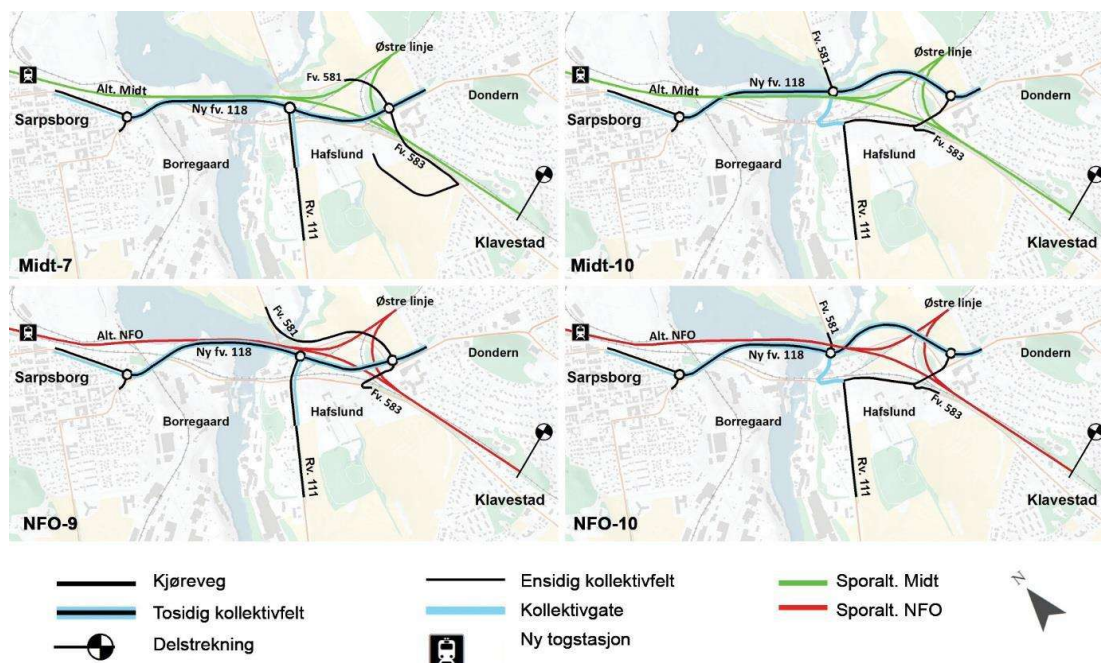 Østre linje
Fv. 581
Alt. Midt
Ny fv. 118
Dondern
Sarpsborg
Borregaard
Hafslund
Fv. 583
Rv. 111
Klavestad
Midt-7
Fv. 581
Østre linje
Alt. Midt
Ny fv. 118
Dondern
Sarpsborg
Borregaard
Hafslund
Fv. 583
Rv. 111
Klavestad
Midt-10
Østre linje
Fv. 581
Alt. NFO
Ny fv. 118
Dondern
Sarpsborg
Fv. 583
Borregaard
Hafslund
Rv. 111
Klavestad
NFO-9
Østre linje
Fv. 581
Alt. NFO
Ny fv. 118
Dondern
Sarpsborg
Fv. 583
Borregaard
Hafslund
Rv. 111
Klavestad
NFO-10
Kjøreveg
Ensidig kollektivfelt
Sporalt. Midt
N
Tosidig kollektivfelt
Kollektivgate
Sporalt. NFO
Delstrekning
Ny togstasjon